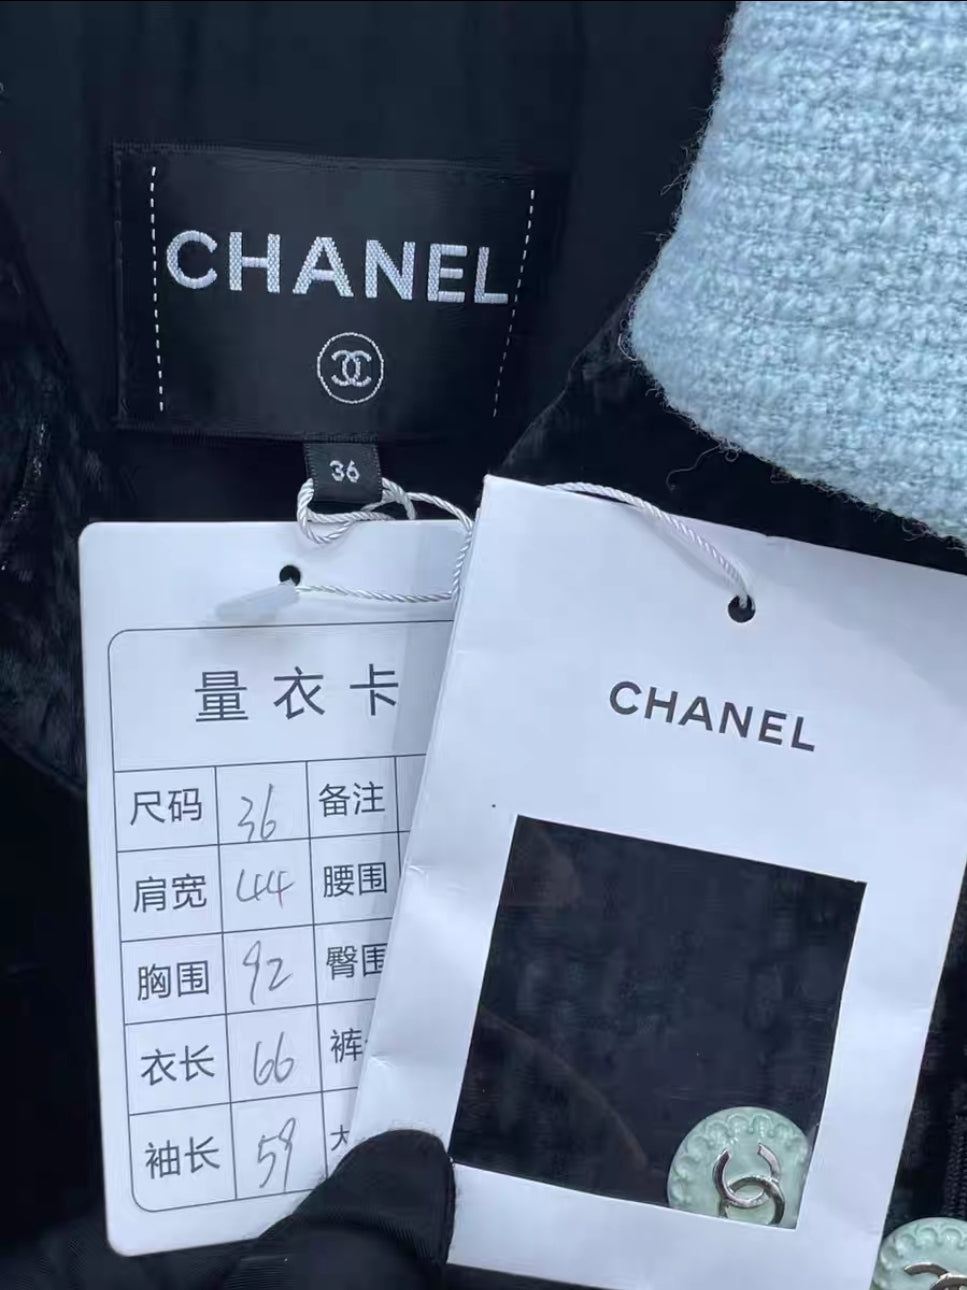 CHANEL
36
量衣卡
尺码 36 备注
肩宽 44 腰围
胸围 92 臀围
衣长 66 裤
袖长 59
CHANEL